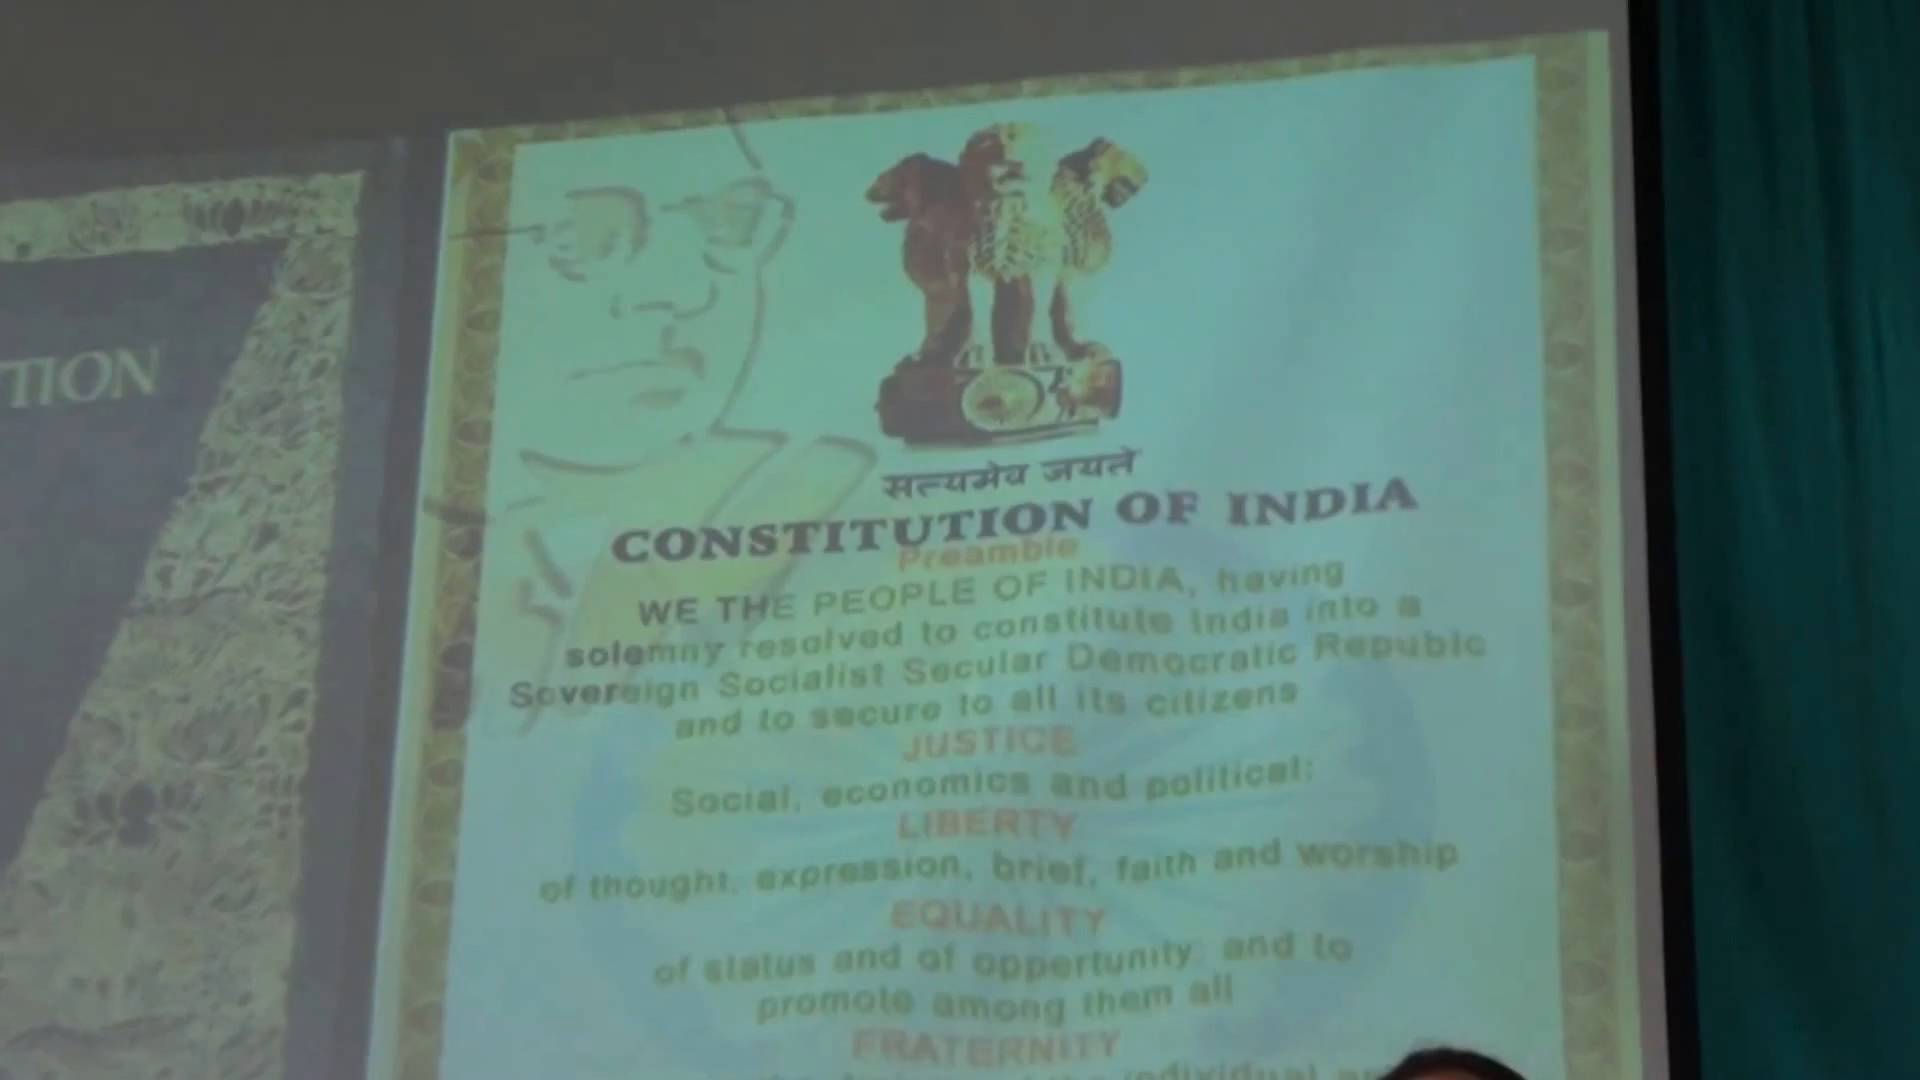 TION
सत्यमेव जयते
CONSTITUTION OF INDIA
Preamble
WE THE PEOPLE OF INDIA, having
solemny resolved to constitute India into a
Sovereign Socialist Secular Democratic Republic
and to secure to all its citizens
JUSTICE
Social, economics and political:
LIBERTY
of thought, expression, brief, faith and worship
EQUALITY
of status and of opportunity, and to
promote among them all
FRATERNITY
individual